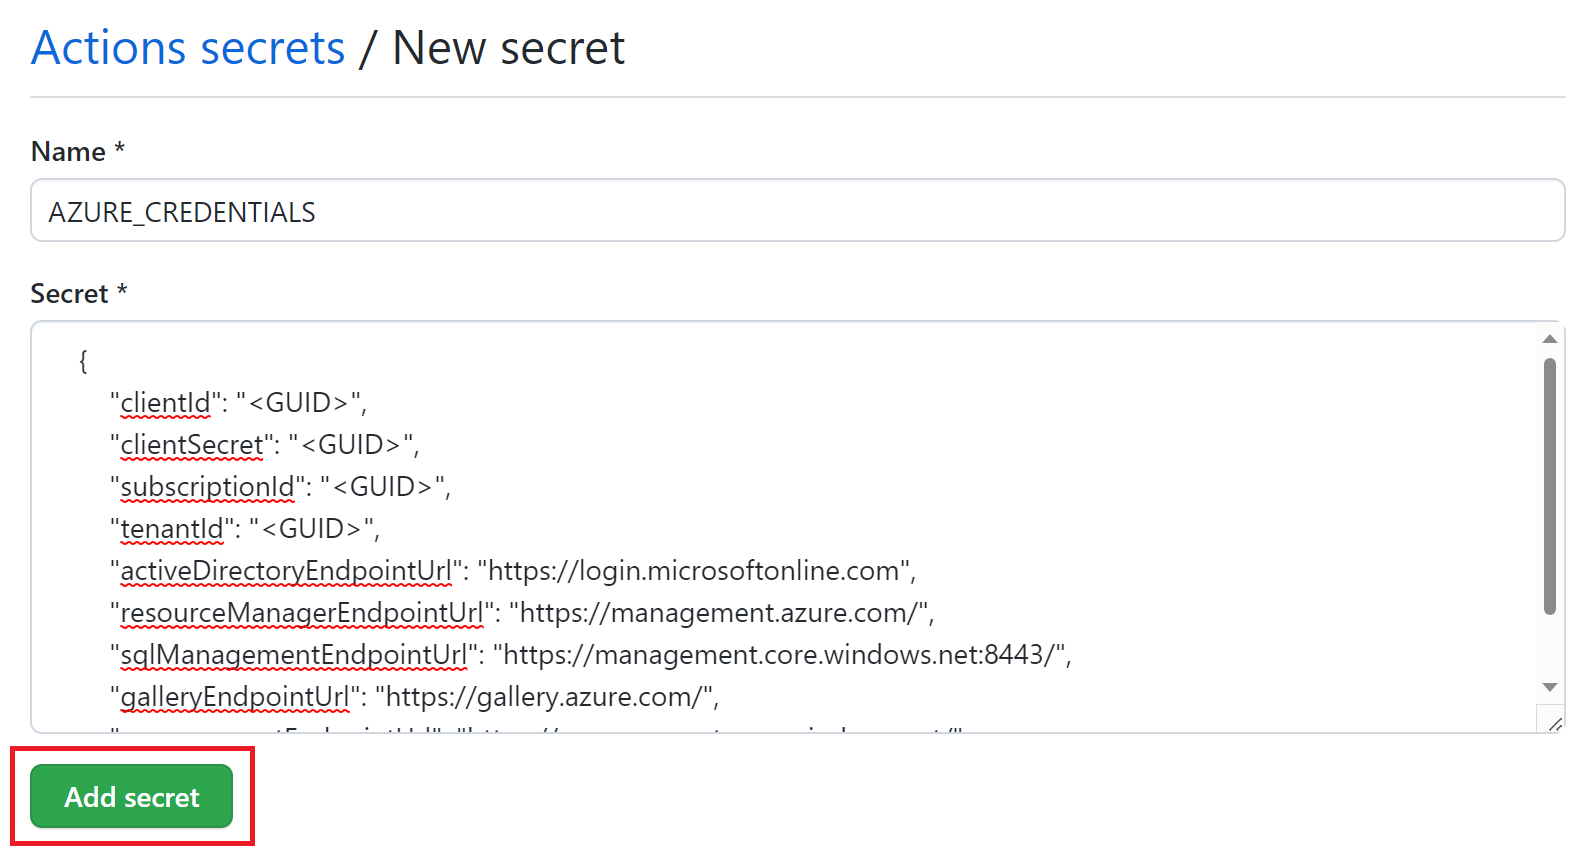 Actions secrets / New secret
Name *
AZURE_CREDENTIALS
Secret *
{
"clientId": "<GUID>",
"clientSecret": "<GUID>",
"subscriptionId": "<GUID>",
"tenantId": "<GUID>",
"activeDirectoryEndpointUrl": "https://login.microsoftonline.com",
"resourceManagerEndpointUrl": "https://management.azure.com/",
"sqlManagementEndpointUrl": "https://management.core.windows.net:8443/",
"galleryEndpointUrl": "https://gallery.azure.com/",
Add secret